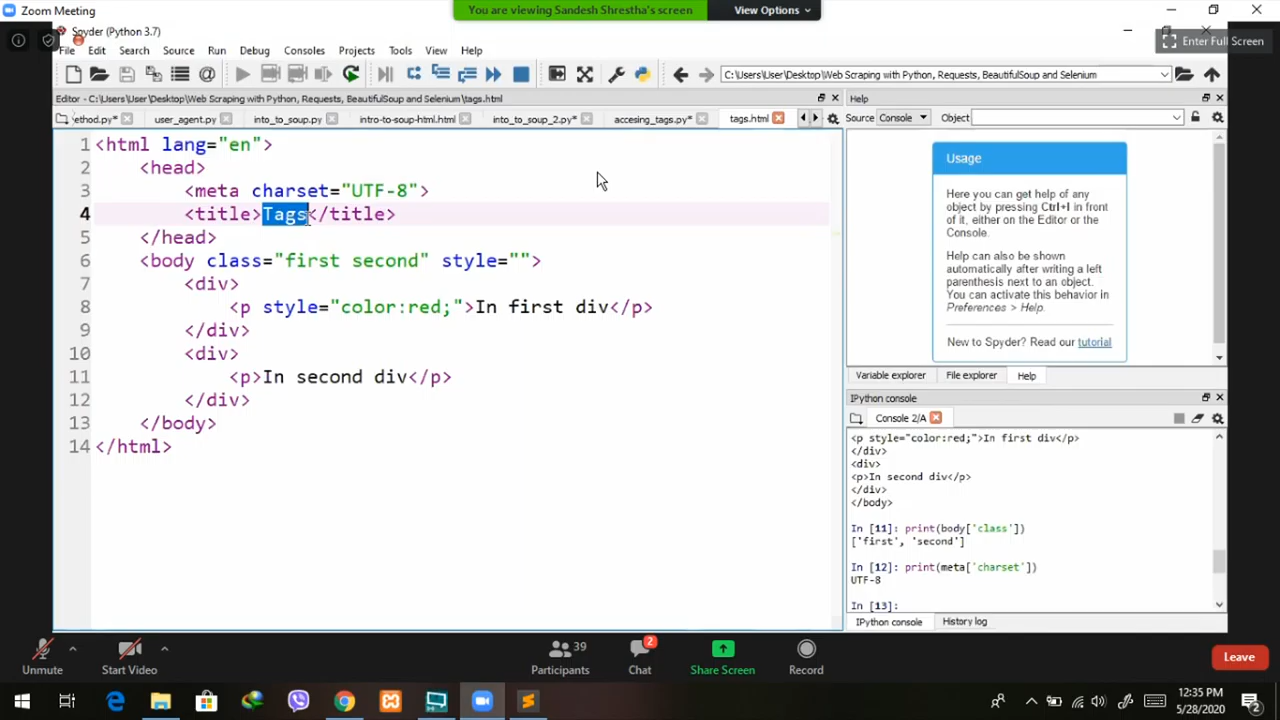 Zoom Meeting
You are viewing Sandesh Shrestha's screen
View Options
Spyder (Python 3.7)
Enter Full Screen
File Edit Search Source Run Debug Consoles Projects Tools View Help
C:\Users\User\Desktop\Web Scraping with Python, Requests, BeautifulSoup and Selenium
Editor - C:\Users\User\Desktop\Web Scraping with Python, Requests, BeautifulSoup and Selenium\tags.html
ethod.py* user_agent.py into_to_soup.py intro-to-soup-html.html into_to_soup_2.py* accesing_tags.py* tags.html
1 <html lang="en">
2 <head>
3 <meta charset="UTF-8">
4 <title>Tags</title>
5 </head>
6 <body class="first second" style="">
7 <div>
8 <p style="color:red;">In first div</p>
9 </div>
10 <div>
11 <p>In second div</p>
12 </div>
13 </body>
14 </html>
Help
Source Console Object
Usage
Here you can get help of any
object by pressing Ctrl+I in front
of it, either on the Editor or the
Console.
Help can also be shown
automatically after writing a left
parenthesis next to an object.
You can activate this behavior in
Preferences > Help.
New to Spyder? Read our tutorial
Variable explorer File explorer Help
IPython console
Console 2/A
<p style="color:red;">In first div</p>
</div>
<div>
<p>In second div</p>
</div>
</body>
In [11]: print(body['class'])
['first', 'second']
In [12]: print(meta['charset'])
UTF-8
In [13]:
IPython console History log
Unmute
Start Video
39
Participants
2
Chat
Share Screen
Record
Leave
12:35 PM
5/28/2020
2